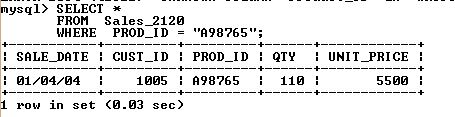 mysql> SELECT *
FROM Sales_2120
WHERE PROD_ID = "A98765";
+-----------+---------+---------+------+------------+
| SALE_DATE | CUST_ID | PROD_ID | QTY | UNIT_PRICE |
+-----------+---------+---------+------+------------+
| 01/04/04 | 1005 | A98765 | 110 | 5500 |
+-----------+---------+---------+------+------------+
1 row in set (0.03 sec)